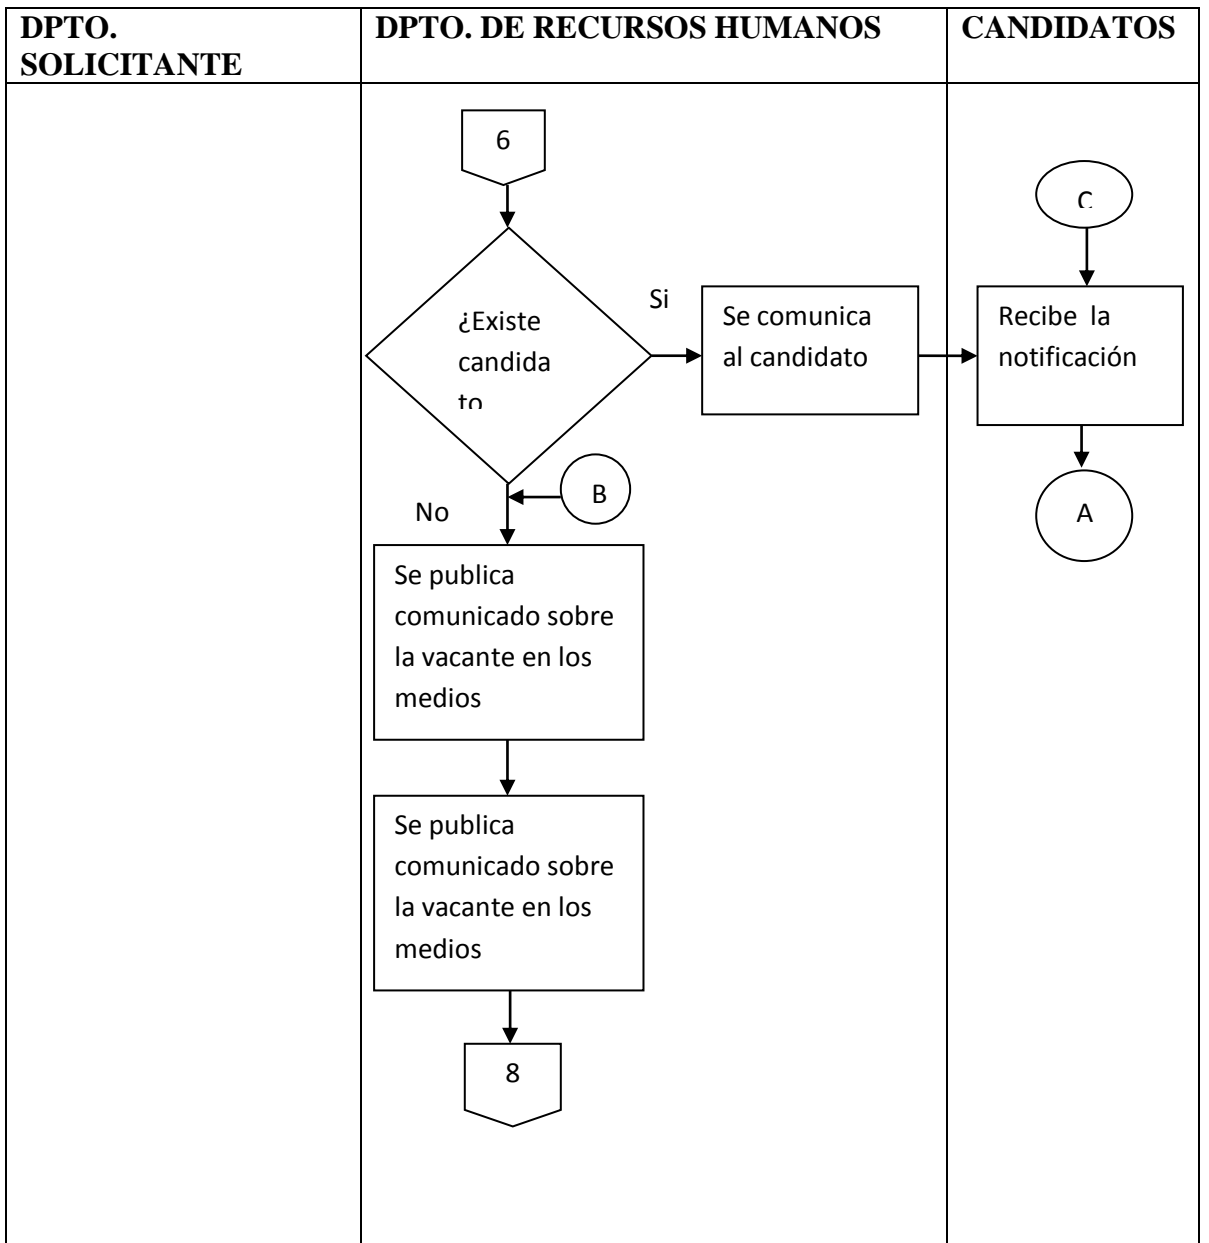 DPTO.
SOLICITANTE
DPTO. DE RECURSOS HUMANOS
CANDIDATOS
6
¿Existe
candida
to
Si
Se comunica
al candidato
C
Recibe la
notificación
A
B
No
Se publica
comunicado sobre
la vacante en los
medios
Se publica
comunicado sobre
la vacante en los
medios
8